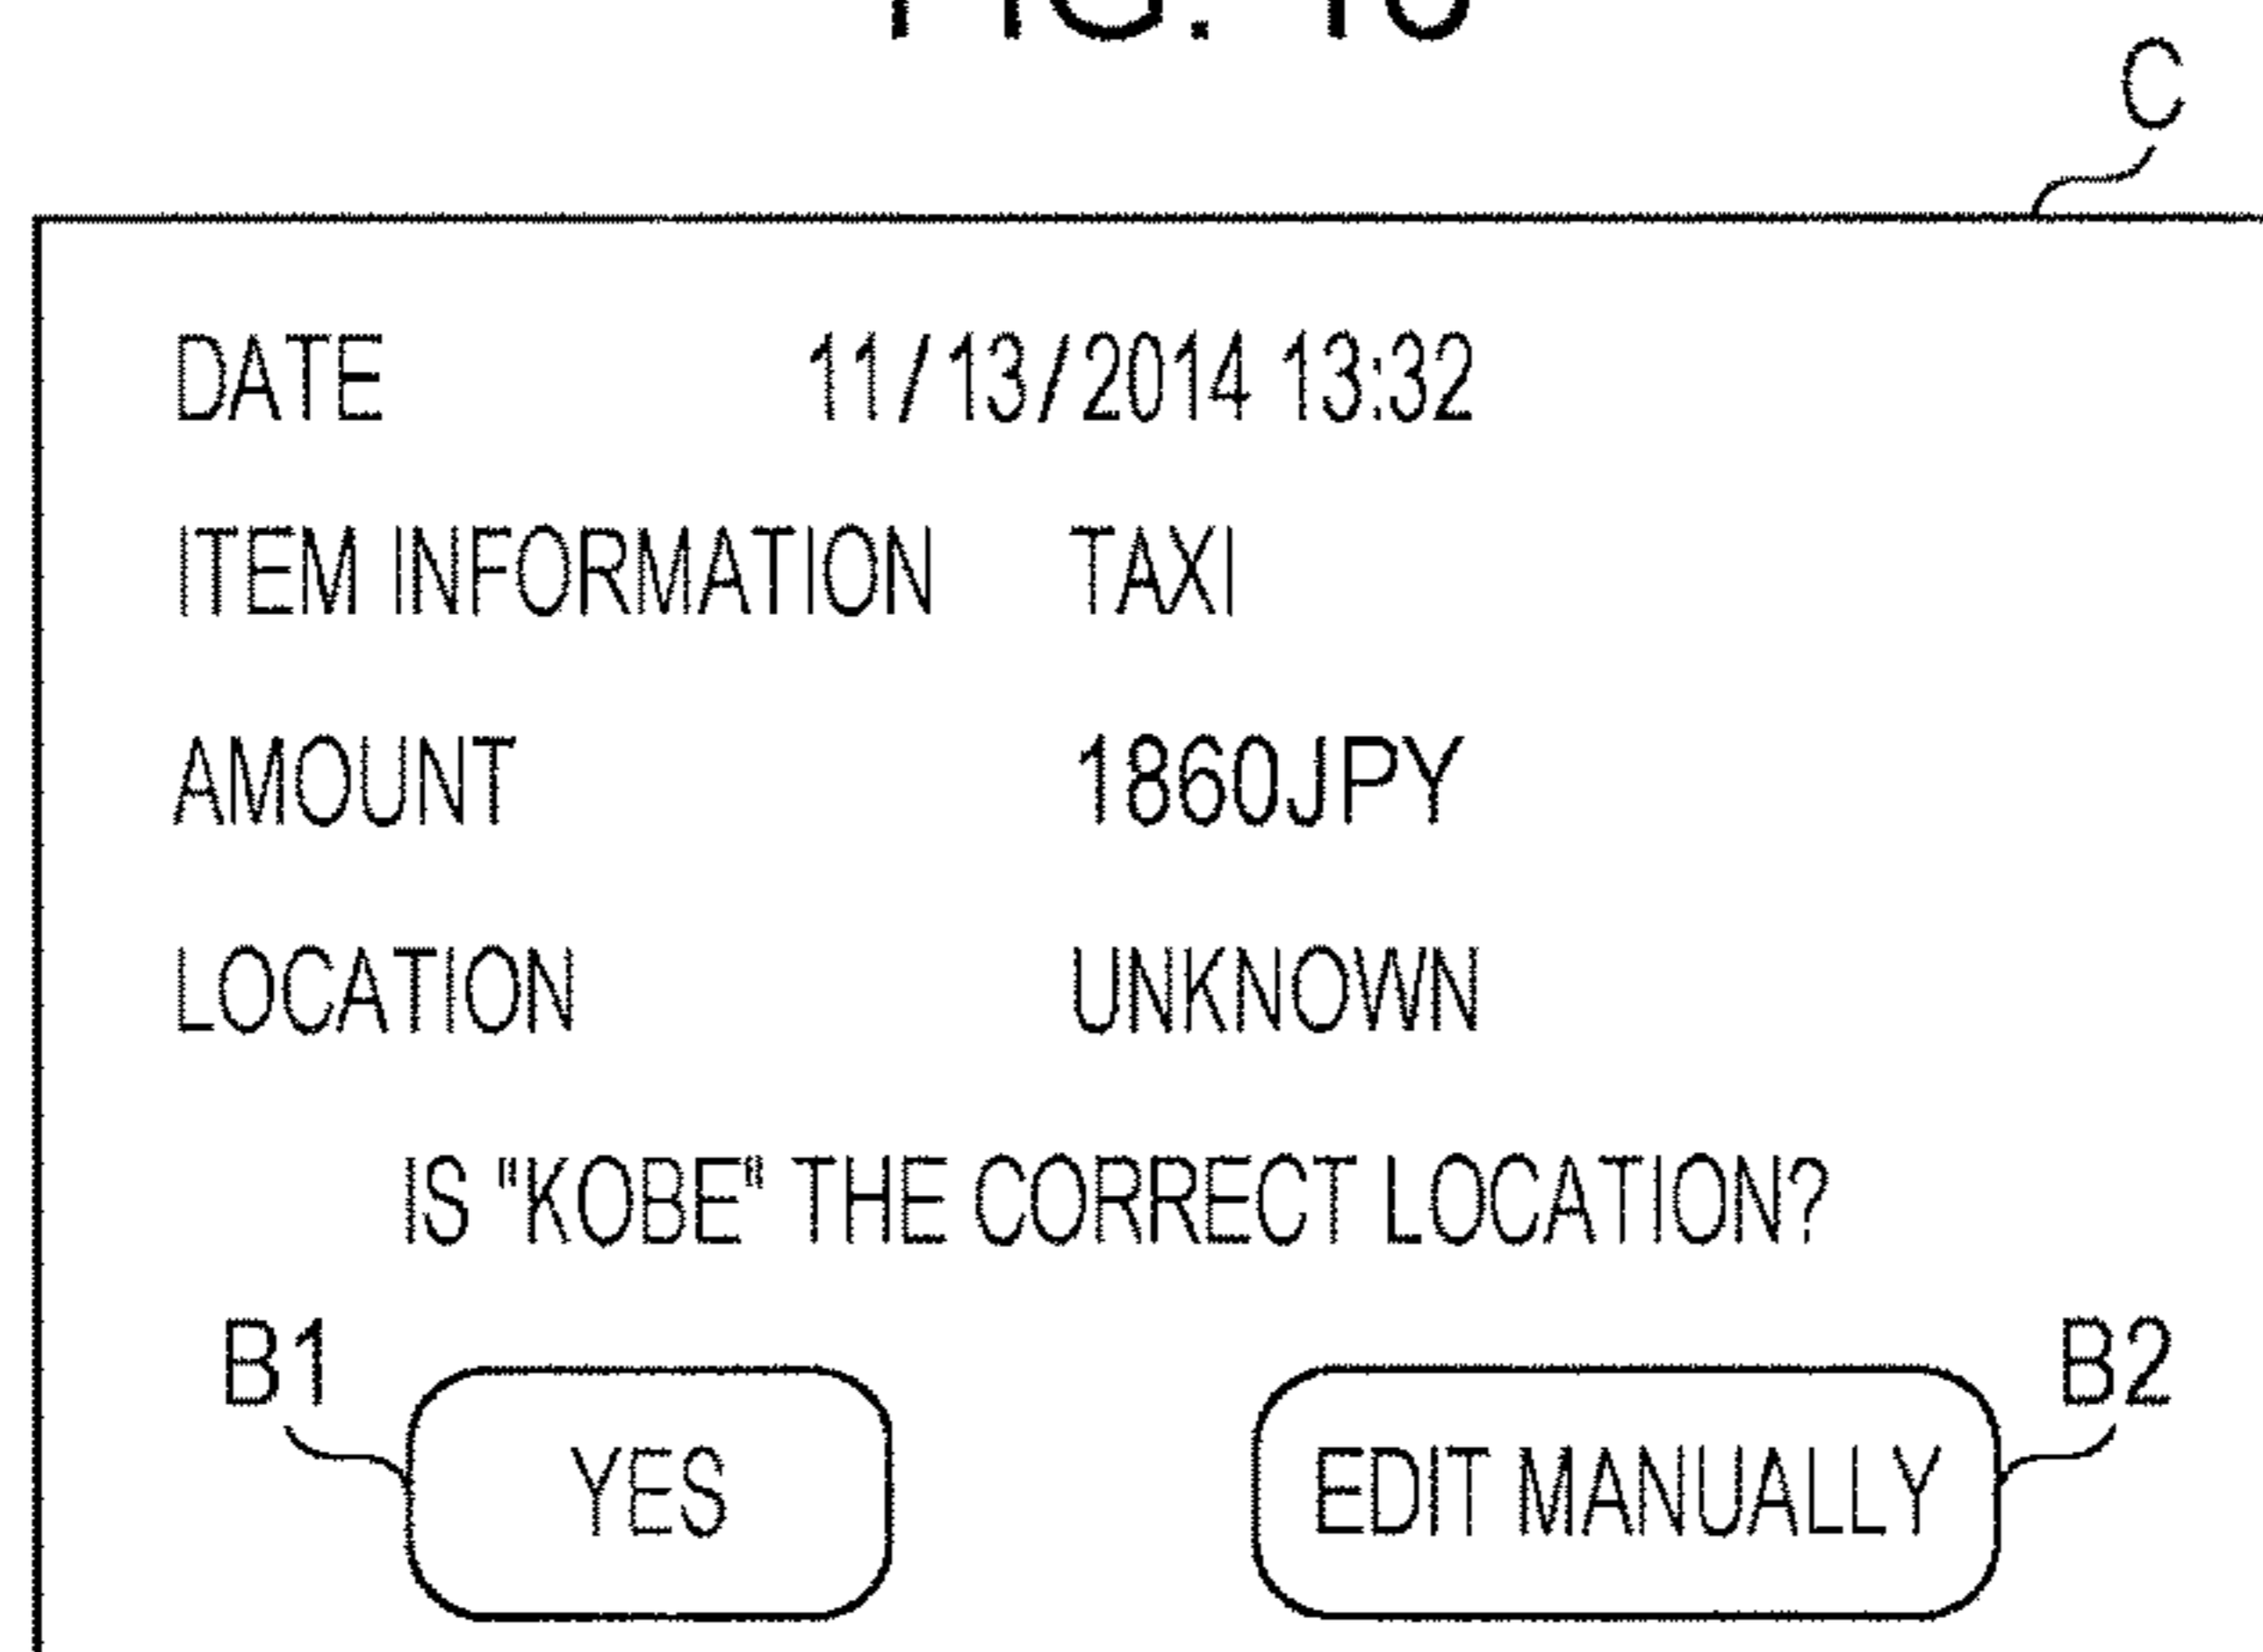 C
DATE 11/13/2014 13:32
ITEM INFORMATION TAXI
AMOUNT 1860JPY
LOCATION UNKNOWN
IS "KOBE" THE CORRECT LOCATION?
B1 B2
YES EDIT MANUALLY